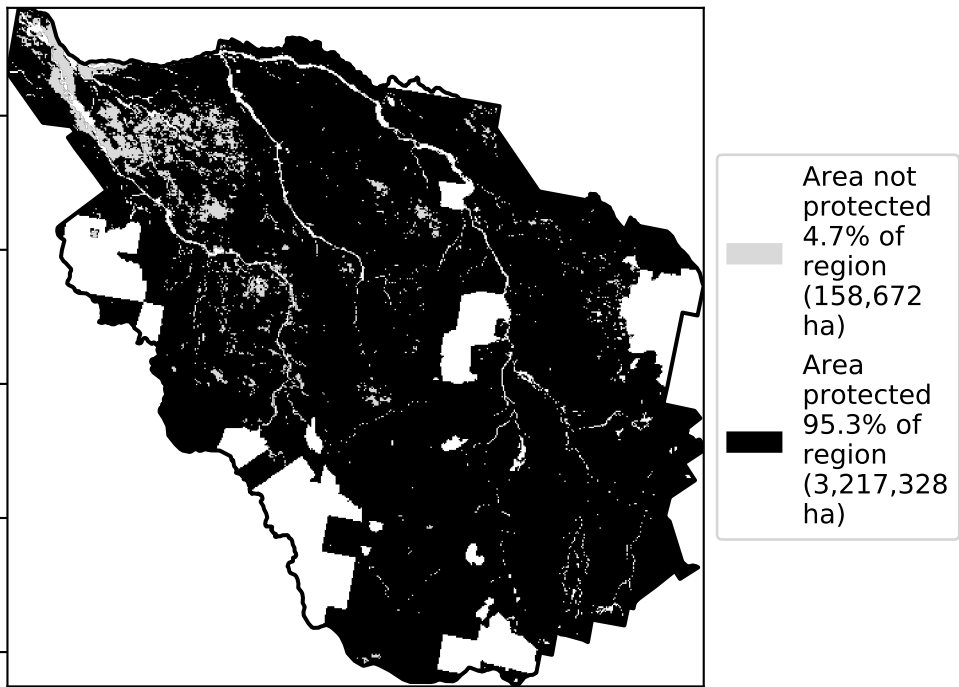 Area not
protected
4.7% of
region
(158,672
ha)
Area
protected
95.3% of
region
(3,217,328
ha)